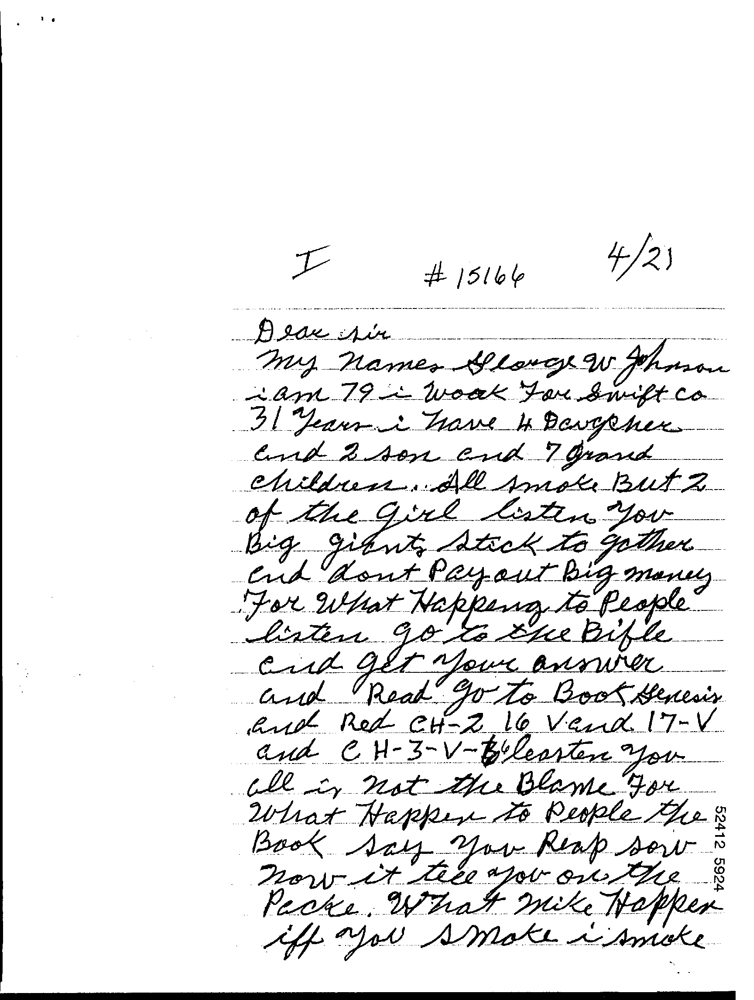 I # 15166 4/21
Dear sir
my names George W Johnson
i am 79 i woak For Swift co
31 Years i have 4 Daugher
and 2 son and 7 grand
children.. All smoke But 2
of the girl listen you
Big giants stick to gather
and dont Pay out Big money
For What Happeng to People
listen go to the Bible
and get your answer
and Read go to Book Genesis
and Red CH-2 16 V and 17-V
and CH-3-V-6 learten you
all is not the Blame For
What Happen to People the
Book say you Reap sow
now it tell you on the
Packe. What mike Happen
iff you smoke i smoke
52412 5924